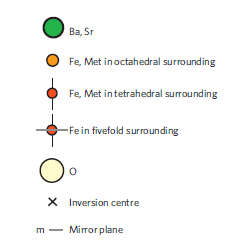 Ba, Sr
Fe, Met in octahedral surrounding
Fe, Met in tetrahedral surrounding
Fe in fivefold surrounding
O
Inversion centre
m — Mirror plane